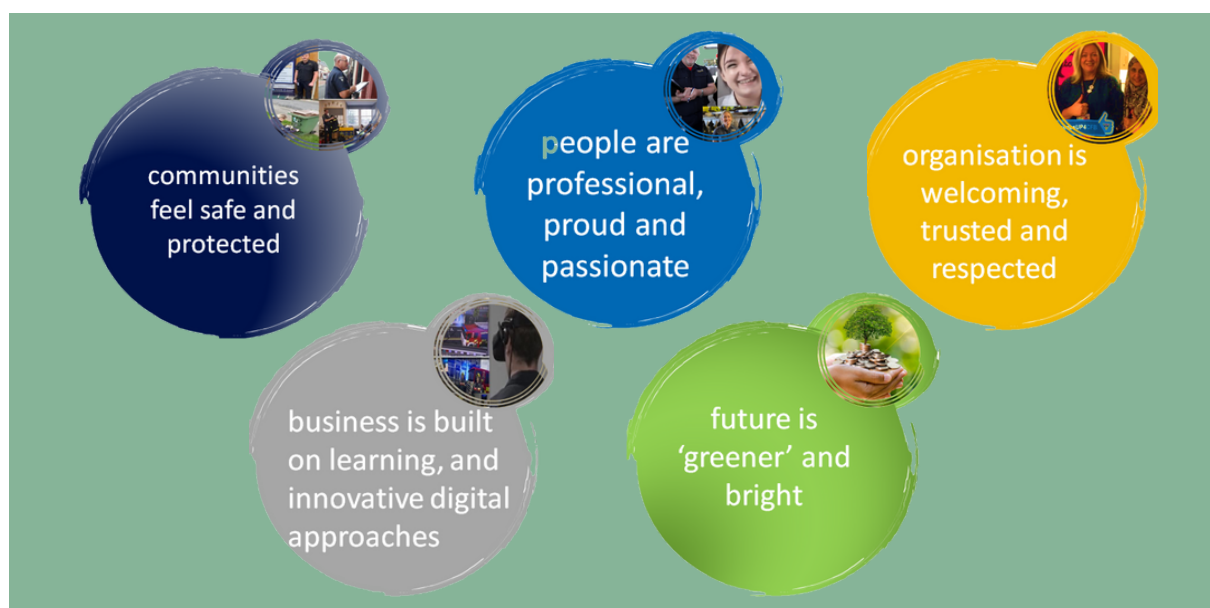 communities
feel safe and
protected
people are
professional,
proud and
passionate
organisation is
welcoming,
trusted and
respected
business is built
on learning, and
innovative digital
approaches
future is
‘greener’ and
bright